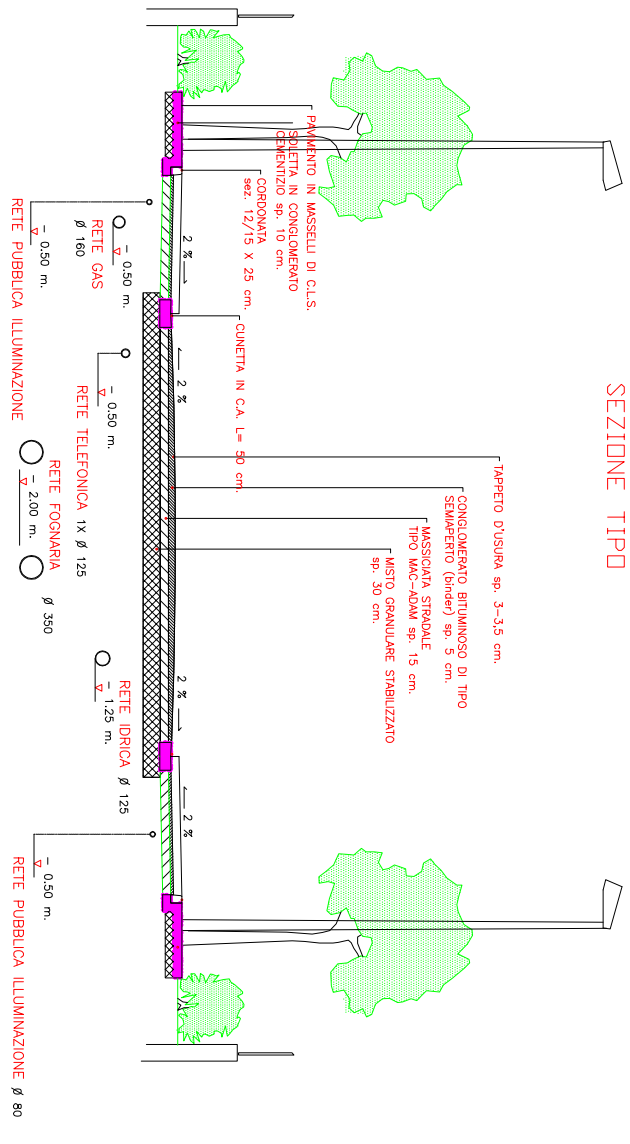 SEZIONE TIPO
TAPPETO D'USURA sp. 3-3,5 cm.
CONGLOMERATO BITUMINOSO DI TIPO
SEMIAPERTO (binder) sp. 5 cm.
MASSICIATA STRADALE
TIPO MAC-ADAM sp. 15 cm.
MISTO GRANULARE STABILIZZATO
sp. 30 cm.
PAVIMENTO IN MASSELLI DI C.L.S.
SOLETTA IN CONGLOMERATO
CEMENTIZIO sp. 10 cm.
CORDONATA
sez. 12/15 X 25 cm.
CUNETTA IN C.A. L= 50 cm.
2 %
2 %
2 %
2 %
- 0.50 m.
RETE GAS
Ø 160
- 0.50 m.
RETE PUBBLICA ILLUMINAZIONE
- 0.50 m.
RETE TELEFONICA 1X Ø 125
RETE FOGNARIA
- 2.00 m.
Ø 350
RETE IDRICA Ø 125
- 1.25 m.
- 0.50 m.
RETE PUBBLICA ILLUMINAZIONE Ø 80